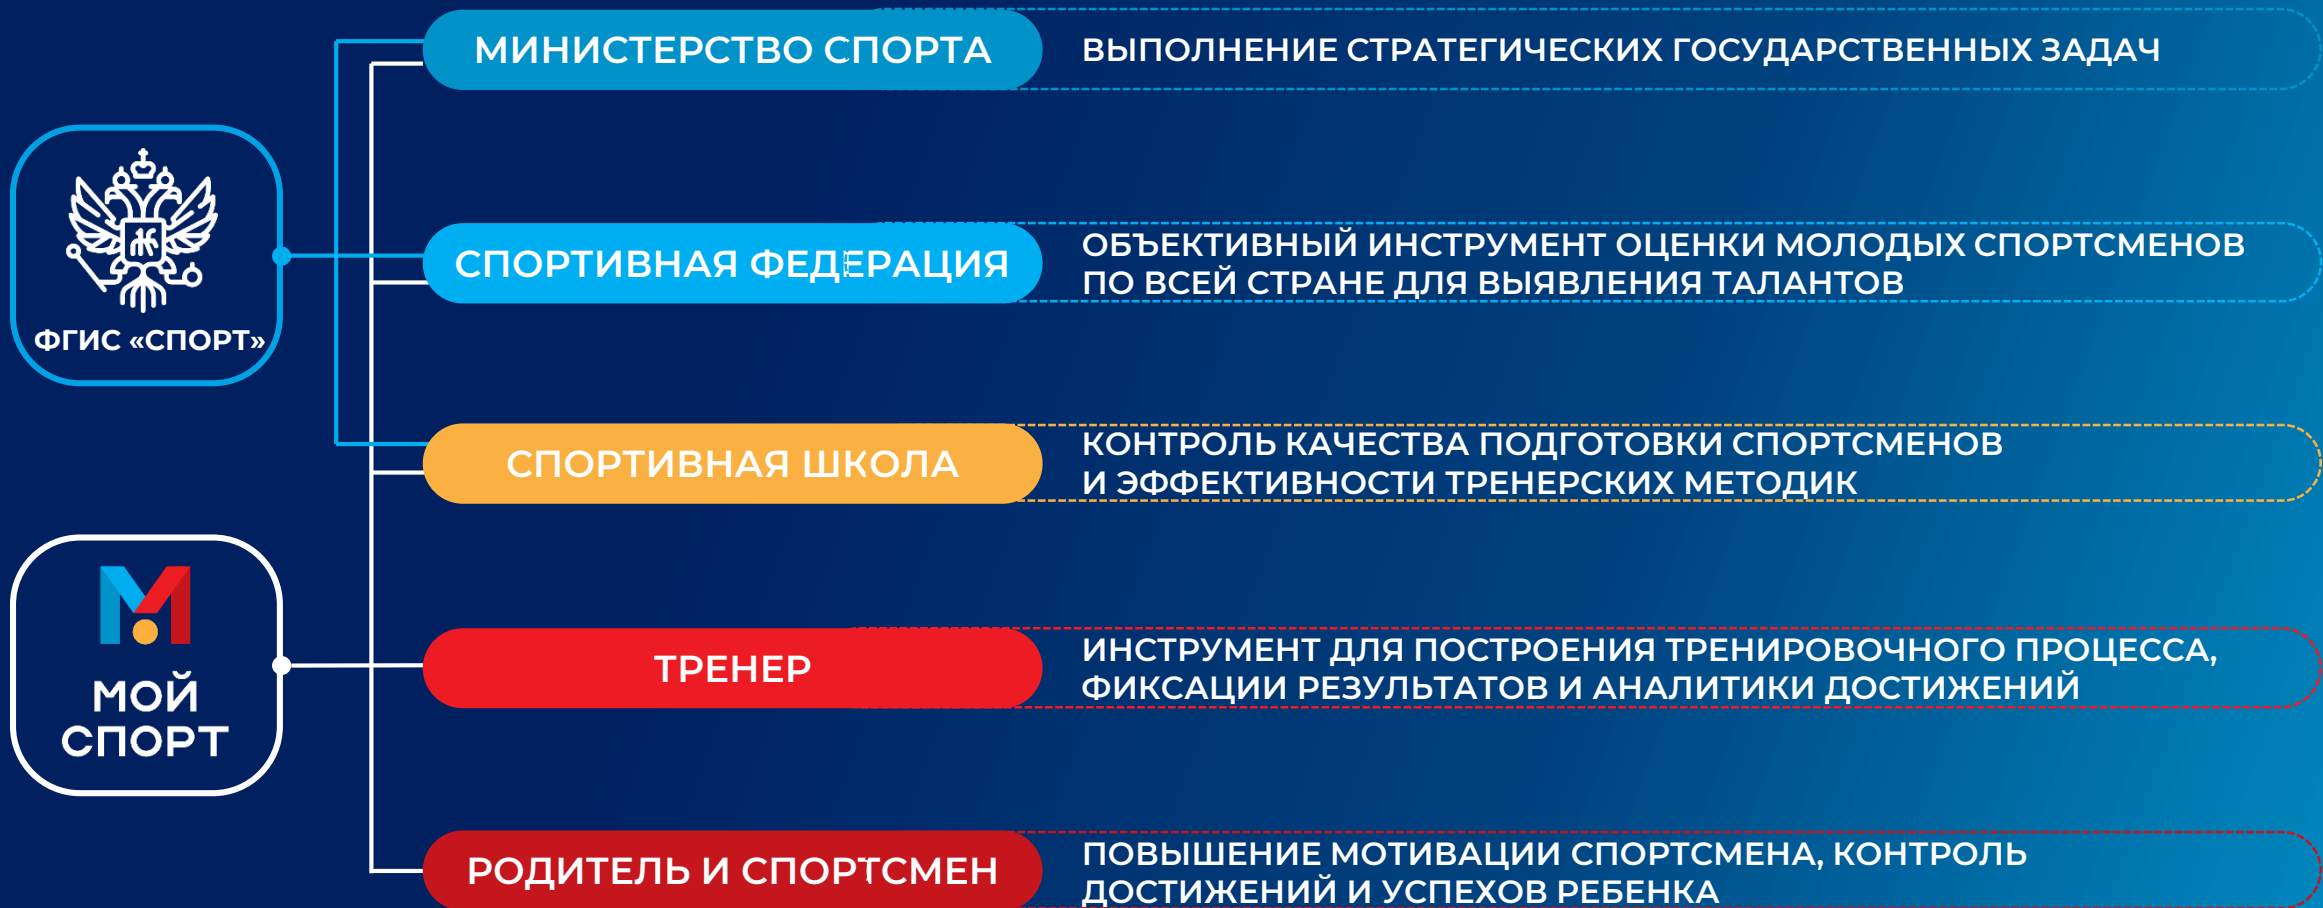 МИНИСТЕРСТВО СПОРТА
ВЫПОЛНЕНИЕ СТРАТЕГИЧЕСКИХ ГОСУДАРСТВЕННЫХ ЗАДАЧ
ФГИС «СПОРТ»
СПОРТИВНАЯ ФЕДЕРАЦИЯ
ОБЪЕКТИВНЫЙ ИНСТРУМЕНТ ОЦЕНКИ МОЛОДЫХ СПОРТСМЕНОВ
ПО ВСЕЙ СТРАНЕ ДЛЯ ВЫЯВЛЕНИЯ ТАЛАНТОВ
СПОРТИВНАЯ ШКОЛА
КОНТРОЛЬ КАЧЕСТВА ПОДГОТОВКИ СПОРТСМЕНОВ
И ЭФФЕКТИВНОСТИ ТРЕНЕРСКИХ МЕТОДИК
МОЙ
СПОРТ
ТРЕНЕР
ИНСТРУМЕНТ ДЛЯ ПОСТРОЕНИЯ ТРЕНИРОВОЧНОГО ПРОЦЕССА,
ФИКСАЦИИ РЕЗУЛЬТАТОВ И АНАЛИТИКИ ДОСТИЖЕНИЙ
РОДИТЕЛЬ И СПОРТСМЕН
ПОВЫШЕНИЕ МОТИВАЦИИ СПОРТСМЕНА, КОНТРОЛЬ
ДОСТИЖЕНИЙ И УСПЕХОВ РЕБЕНКА